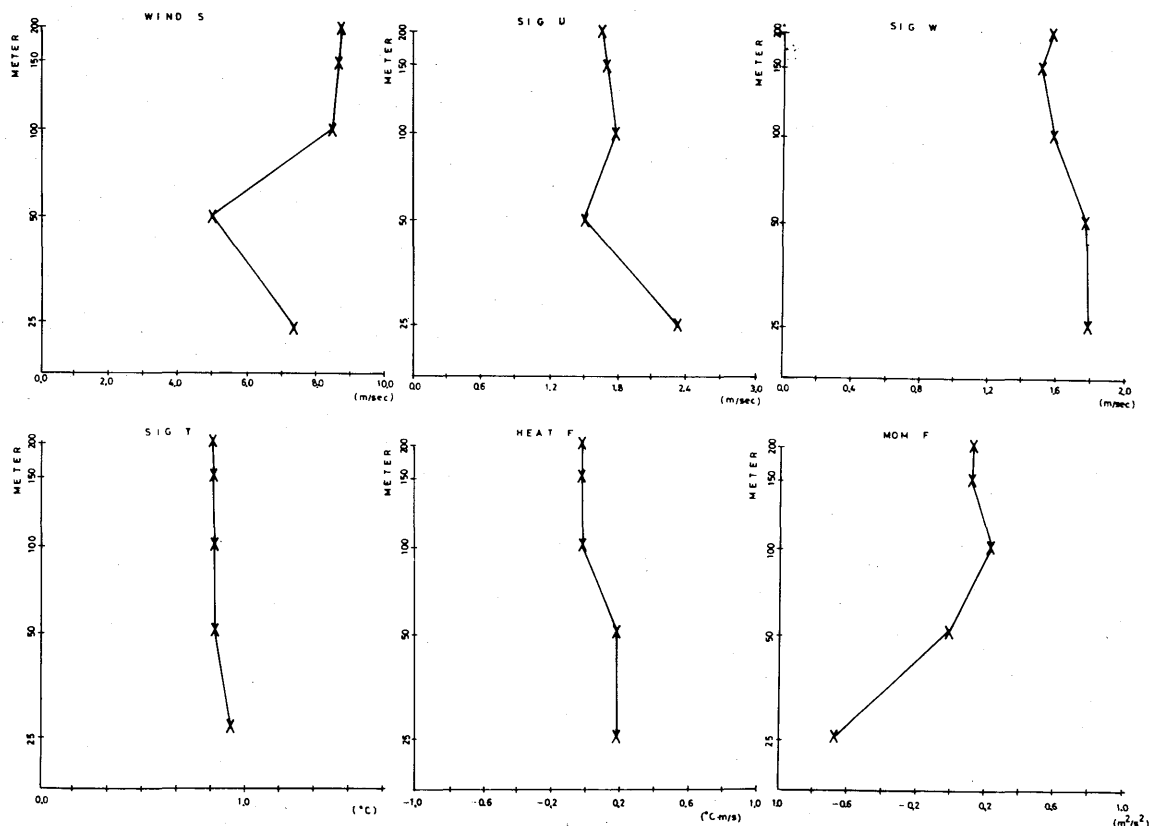 WIND S
METER
200
150
100
50
25
0,0 2,0 4,0 6,0 8,0 10,0
(m/sec)
SIG U
METER
200
150
100
50
25
0.0 0.6 1.2 1.8 2.4 3,0
(m/sec)
SIG W
METER
200
150
100
50
25
0,0 0,4 0,8 1,2 1,6 2,0
(m/sec)
SIG T
METER
200
150
100
50
25
0,0 1,0
(°C)
HEAT F
METER
200
150
100
50
25
-1,0 -0,6 -0,2 0,2 0,6 1.0
(°C·m/s)
MOM F
METER
200
150
100
50
25
1.0 -0.6 -0,2 0,2 0,6 1.0
(m²/s²)